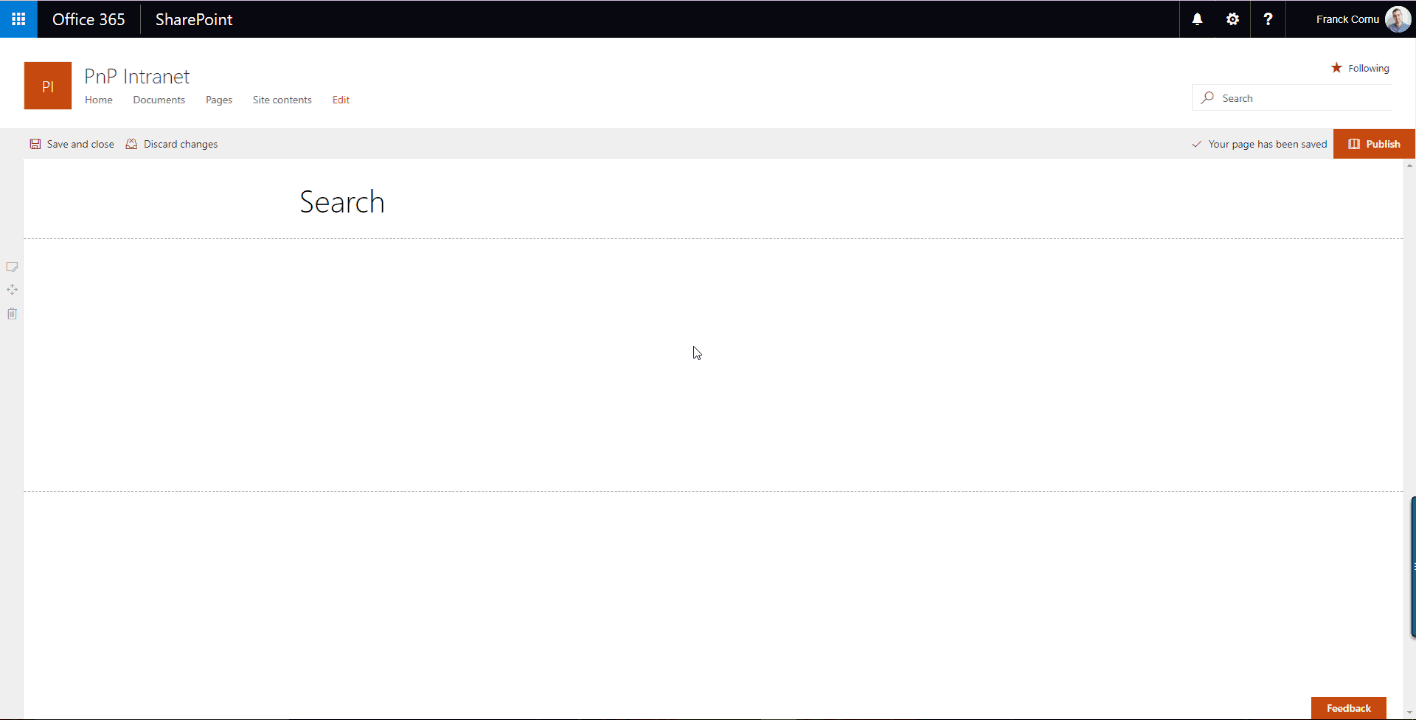 Office 365 SharePoint ? Franck Cornu
PI PnP Intranet Following
Home Documents Pages Site contents Edit Search
Save and close Discard changes Your page has been saved Publish
Search
Feedback